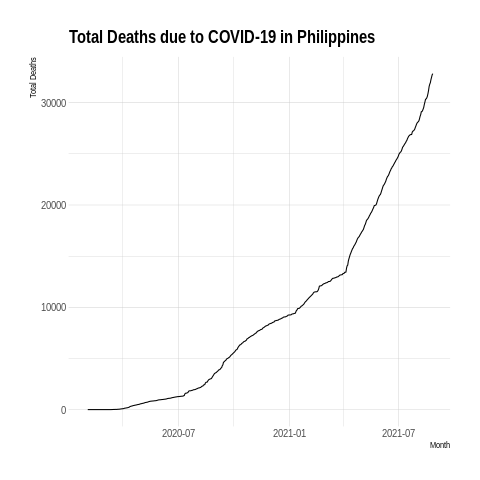 Total Deaths due to COVID-19 in Philippines
Total Deaths
30000
20000
10000
0
2020-07
2021-01
2021-07
Month